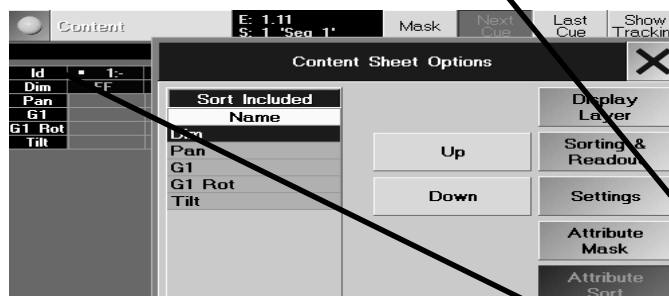 Content
E: 1.11
S: 1 'Seq 1'
Mask
Next Cue
Last Cue
Show
Content Sheet Options
Id 1:-
Dim FF
Pan
G1
G1 Rot
Tilt
Sort Included
Name
Dim
Pan
G1
G1 Rot
Tilt
Up
Down
Display
Layer
Sorting &
Readout
Settings
Attribute
Mask
Attribute
Sort